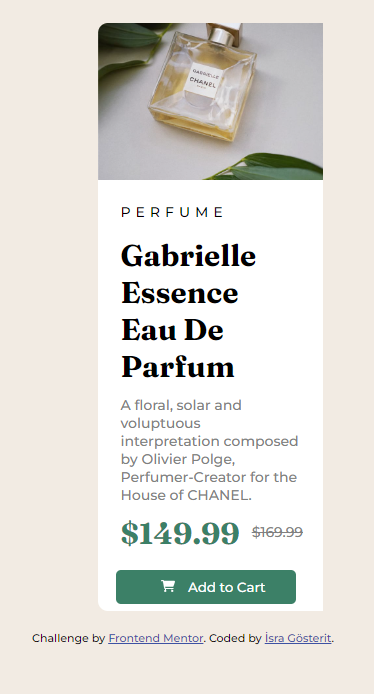 GABRIELLE
CHANEL
PERFUME
Gabrielle
Essence
Eau De
Parfum
A floral, solar and
voluptuous
interpretation composed
by Olivier Polge,
Perfumer-Creator for the
House of CHANEL.
$149.99 $169.99
Add to Cart
Challenge by Frontend Mentor. Coded by İsra Gösterit.